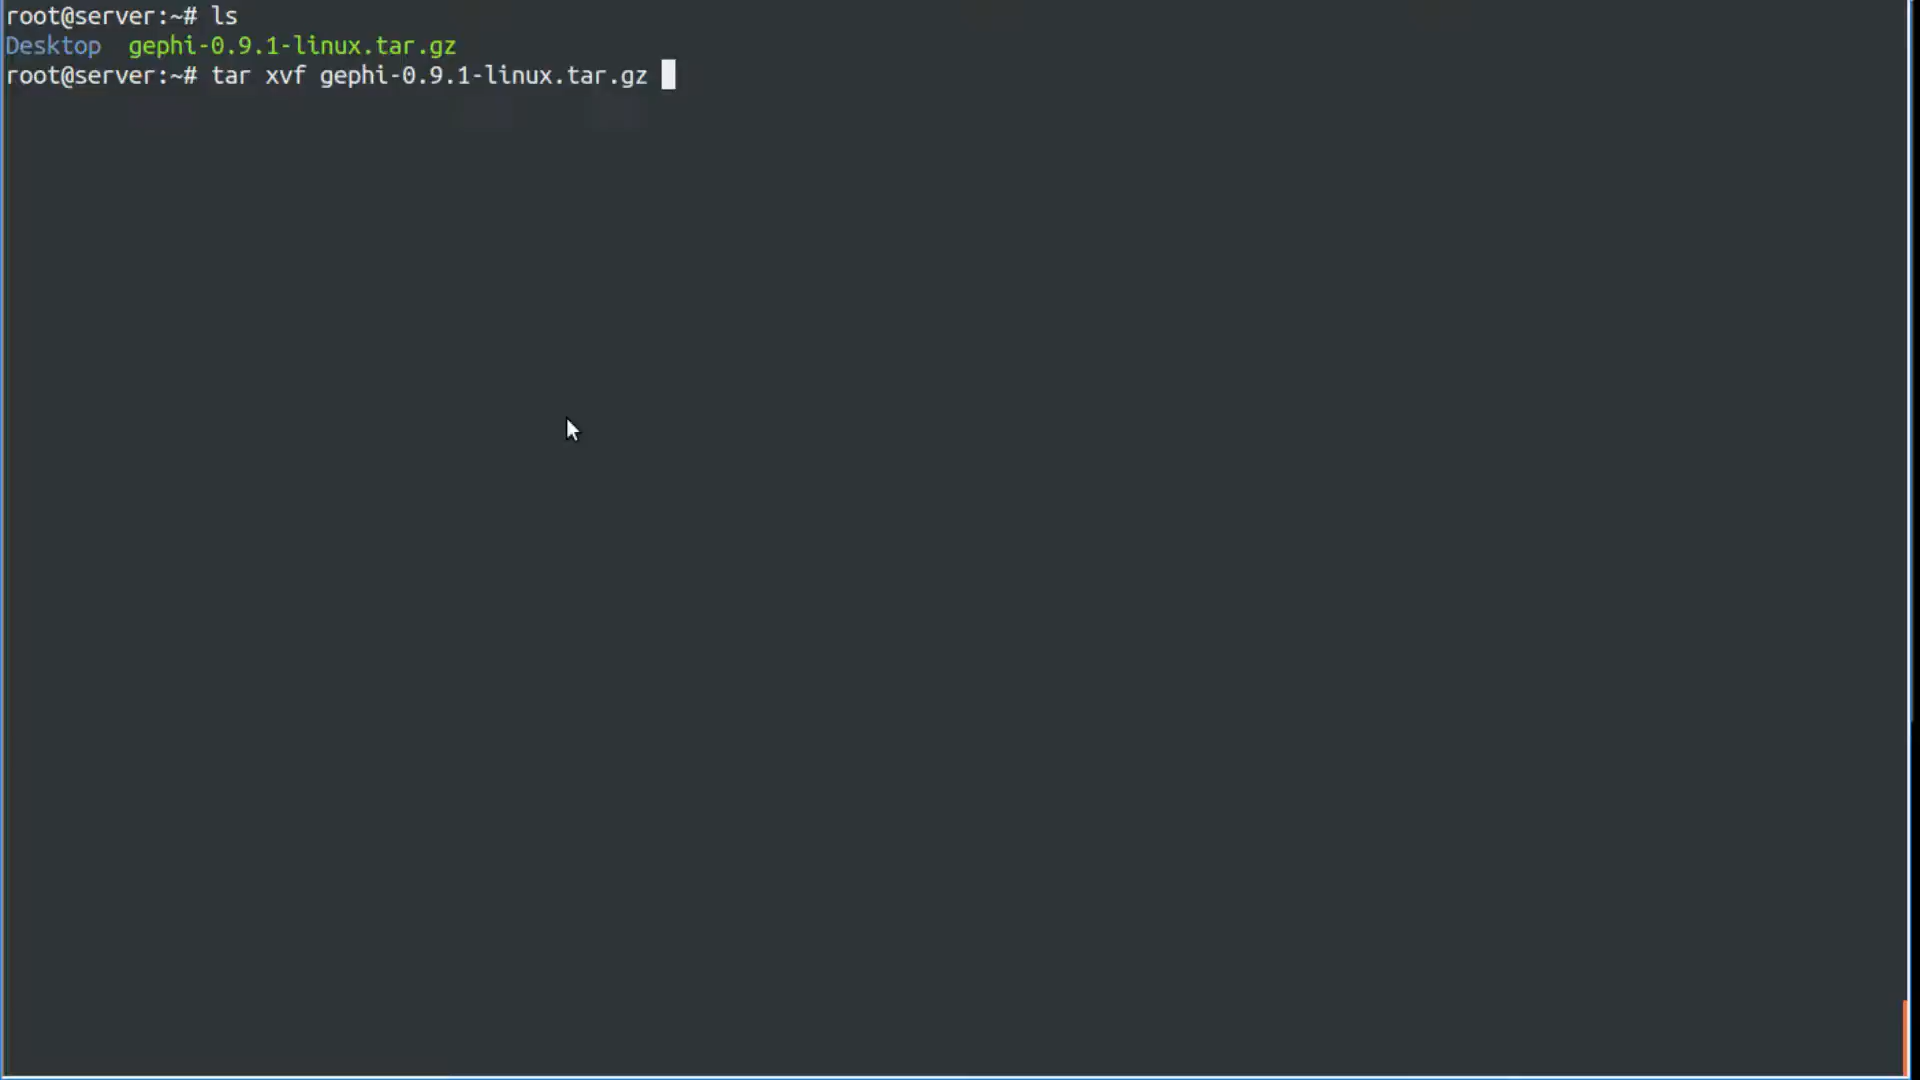 root@server:~# ls
Desktop  gephi-0.9.1-linux.tar.gz
root@server:~# tar xvf gephi-0.9.1-linux.tar.gz